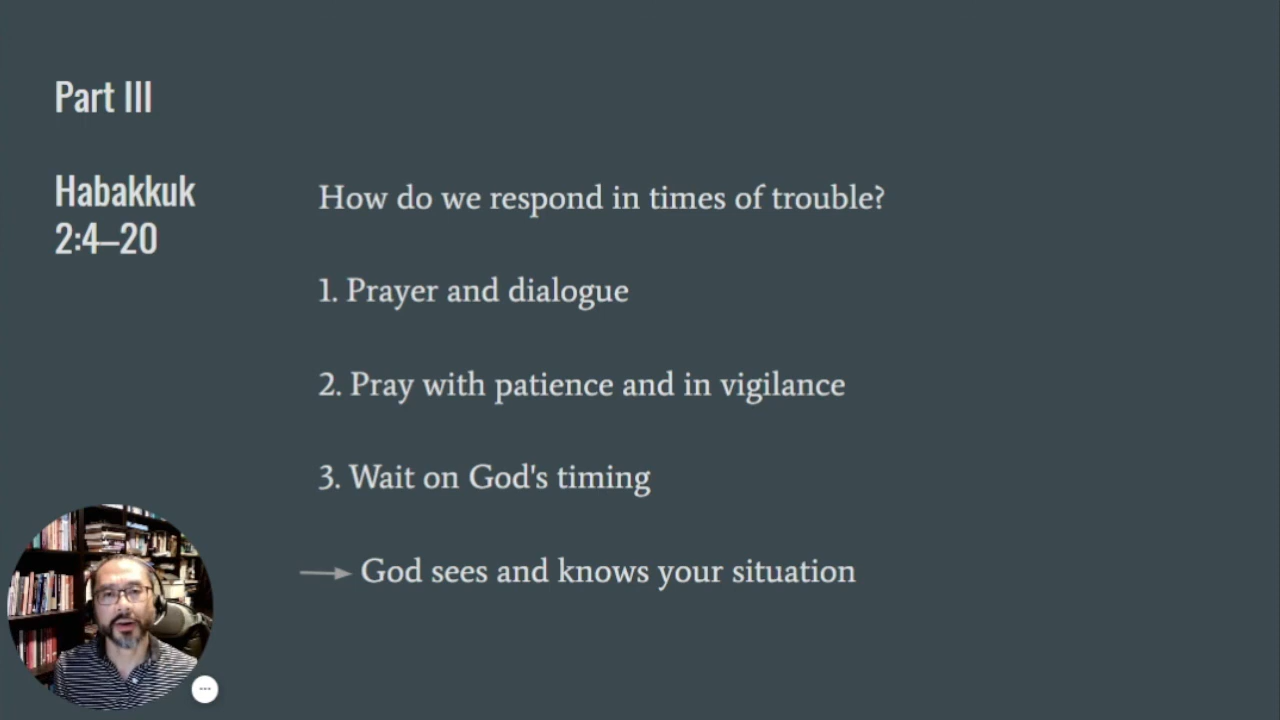 Part III
Habakkuk
2:4–20
How do we respond in times of trouble?
1. Prayer and dialogue
2. Pray with patience and in vigilance
3. Wait on God's timing
God sees and knows your situation